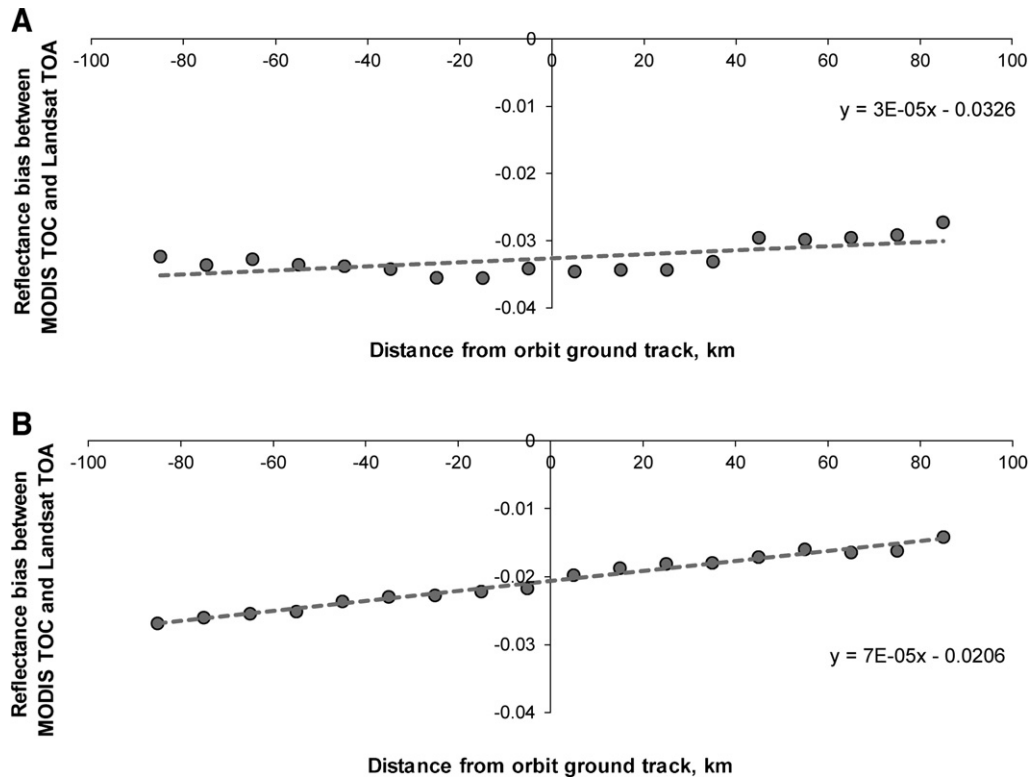 A
Reflectance bias between
MODIS TOC and Landsat TOA
-100 -80 -60 -40 -20 0 20 40 60 80 100
0
-0.01
-0.02
-0.03
-0.04
y = 3E-05x - 0.0326
Distance from orbit ground track, km
B
Reflectance bias between
MODIS TOC and Landsat TOA
-100 -80 -60 -40 -20 0 20 40 60 80 100
0
-0.01
-0.02
-0.03
-0.04
y = 7E-05x - 0.0206
Distance from orbit ground track, km